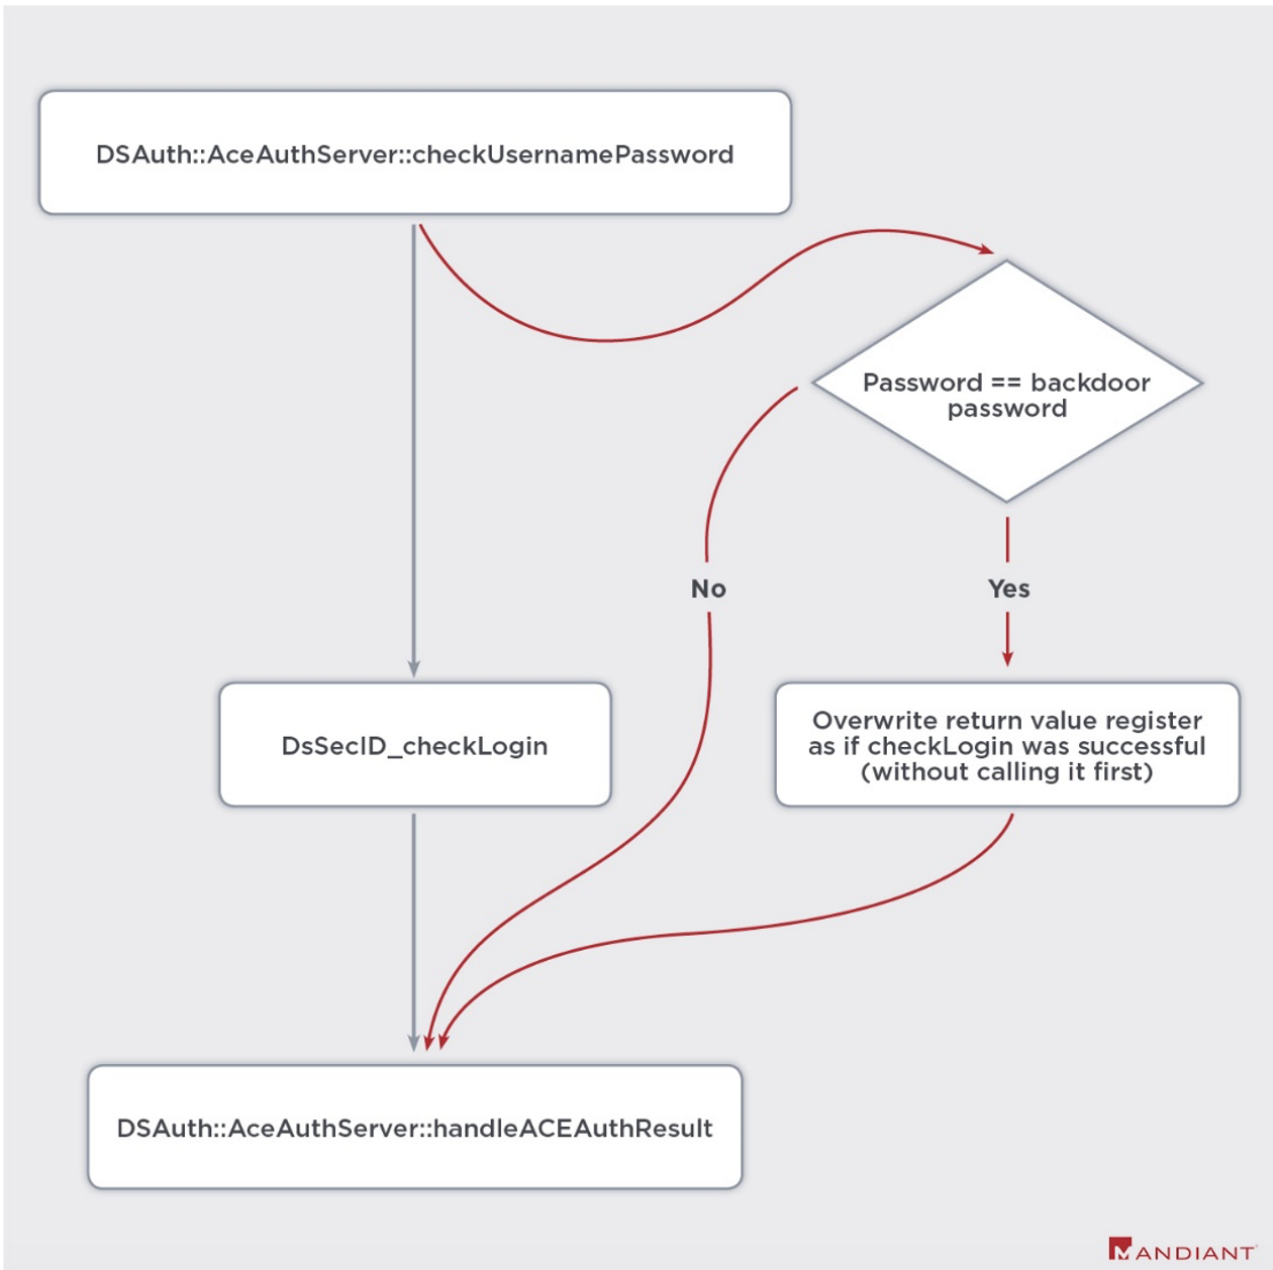 DSAuth::AceAuthServer::checkUsernamePassword
Password == backdoor
password
No
Yes
DsSecID_checkLogin
Overwrite return value register
as if checkLogin was successful
(without calling it first)
DSAuth::AceAuthServer::handleACEAuthResult
MANDIANT